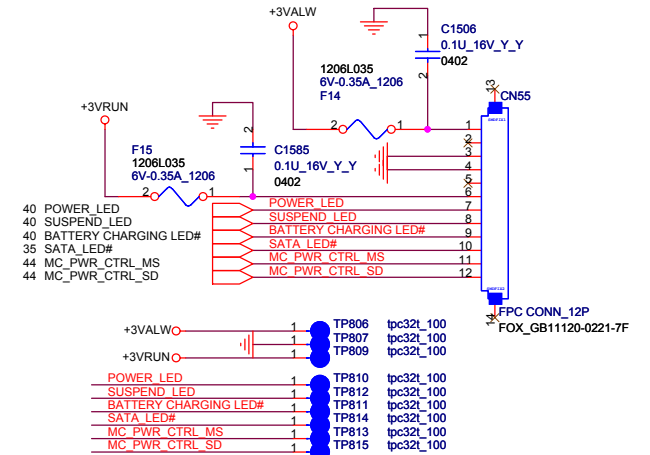 +3VALW
C1506
0.1U_16V_Y_Y
0402
1
2
1206L035
6V-0.35A_1206
F14
2
1
13
CN55
+3VRUN
F15
1206L035
6V-0.35A_1206
2
1
2
1
C1585
0.1U_16V_Y_Y
0402
1
2
3
4
5
6
7
8
9
10
11
12
40 POWER_LED
40 SUSPEND_LED
40 BATTERY CHARGING LED#
35 SATA_LED#
44 MC_PWR_CTRL_MS
44 MC_PWR_CTRL_SD
POWER_LED
SUSPEND_LED
BATTERY CHARGING LED#
SATA_LED#
MC_PWR_CTRL_MS
MC_PWR_CTRL_SD
14
FPC CONN_12P
FOX_GB11120-0221-7F
+3VALW 1 TP806 tpc32t_100
1 TP807 tpc32t_100
+3VRUN 1 TP809 tpc32t_100
POWER_LED 1 TP810 tpc32t_100
SUSPEND_LED 1 TP812 tpc32t_100
BATTERY CHARGING LED# 1 TP811 tpc32t_100
SATA_LED# 1 TP814 tpc32t_100
MC_PWR_CTRL_MS 1 TP813 tpc32t_100
MC_PWR_CTRL_SD 1 TP815 tpc32t_100